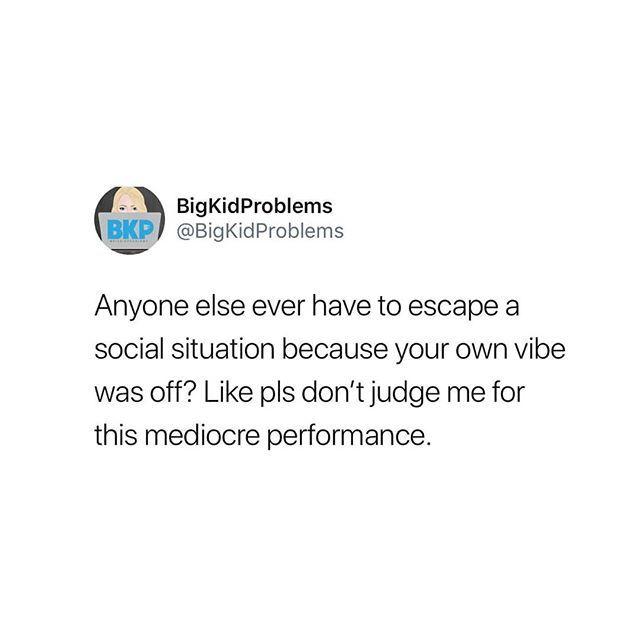 BKP
BigKidProblems
@BigKidProblems
Anyone else ever have to escape a
social situation because your own vibe
was off? Like pls don’t judge me for
this mediocre performance.